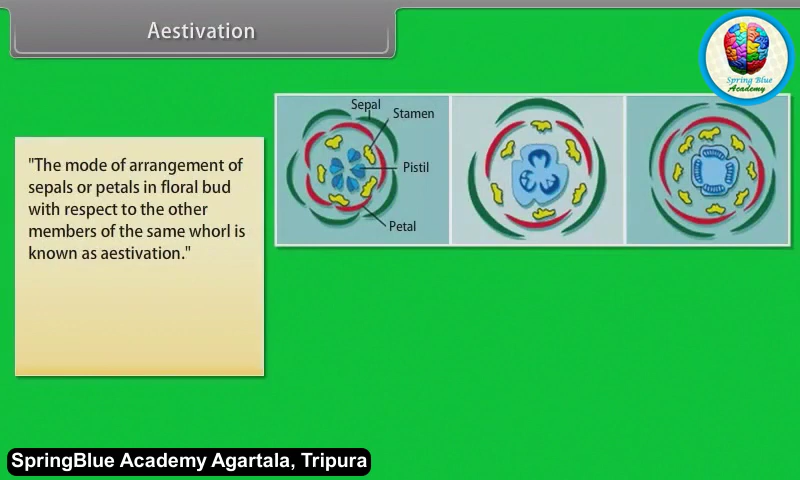 Aestivation
Spring Blue
Academy
Sepal
Stamen
Pistil
Petal
"The mode of arrangement of
sepals or petals in floral bud
with respect to the other
members of the same whorl is
known as aestivation."
SpringBlue Academy Agartala, Tripura